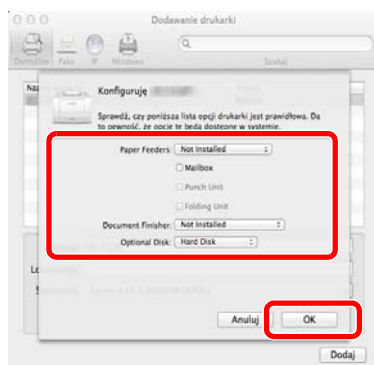 Dodawanie drukarki
Domyślne Faks IP Windows Szukaj
Naz
Konfiguruję
Sprawdź, czy poniższa lista opcji drukarki jest prawidłowa. Da
to pewność, że opcje te będą dostępne w systemie.
Paper Feeders: Not Installed
Mailbox
Punch Unit
Folding Unit
Document Finisher: Not Installed
Optional Disk: Hard Disk
Lo
Anuluj OK
Dodaj